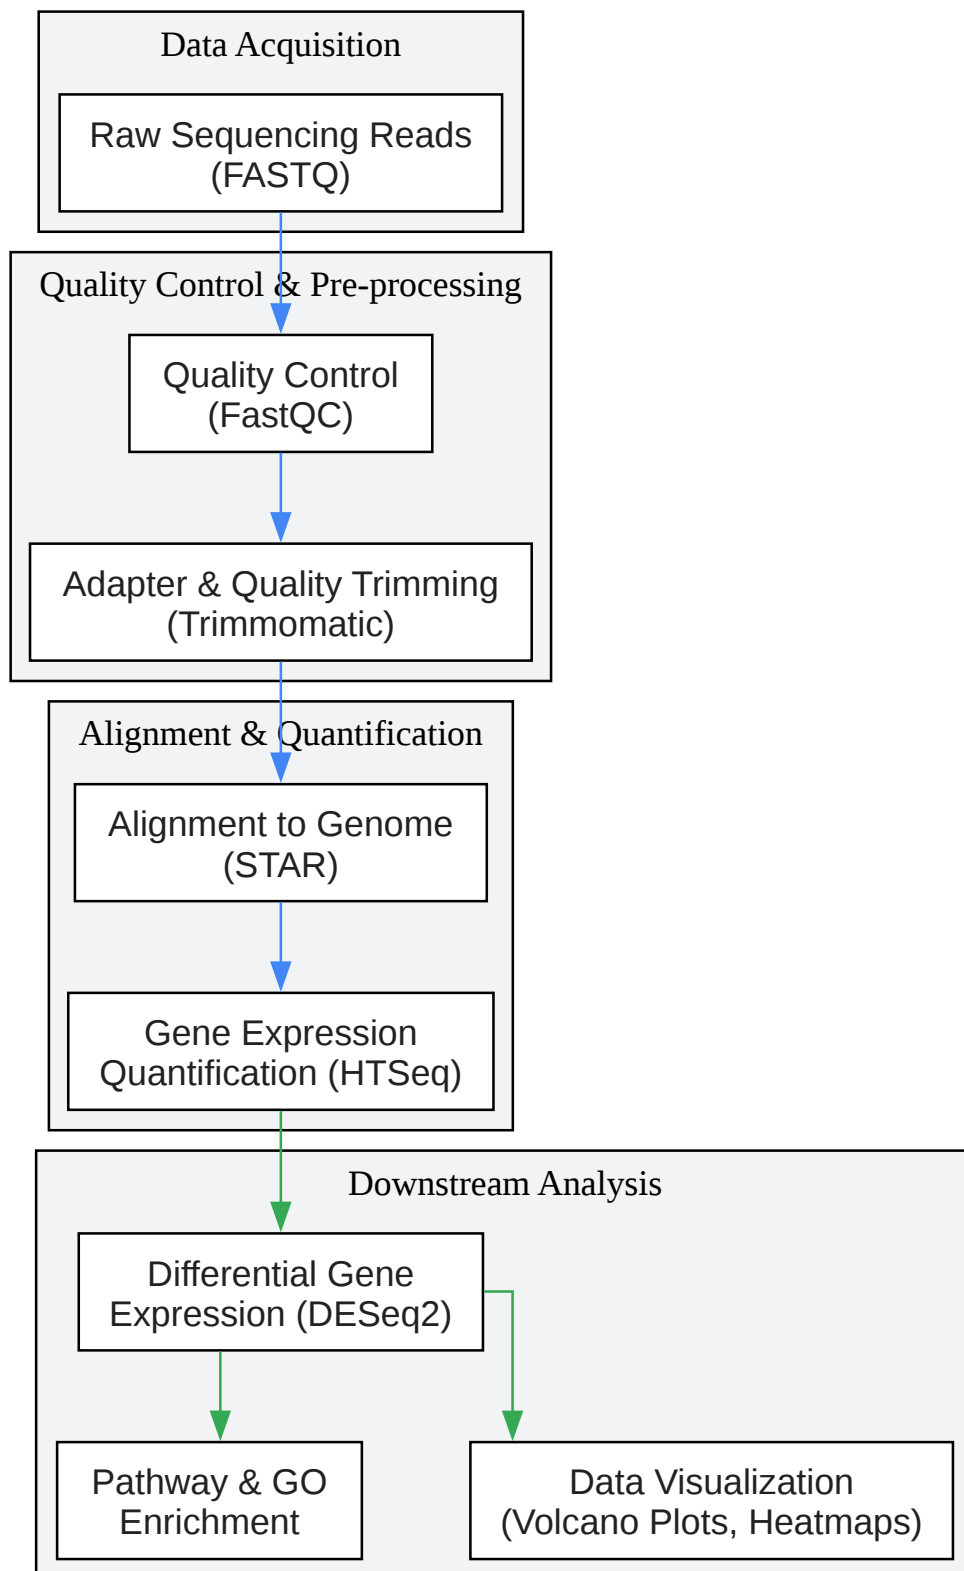 Data Acquisition
Raw Sequencing Reads
(FASTQ)
Quality Control & Pre-processing
Quality Control
(FastQC)
Adapter & Quality Trimming
(Trimmomatic)
Alignment & Quantification
Alignment to Genome
(STAR)
Gene Expression
Quantification (HTSeq)
Downstream Analysis
Differential Gene
Expression (DESeq2)
Pathway & GO
Enrichment
Data Visualization
(Volcano Plots, Heatmaps)